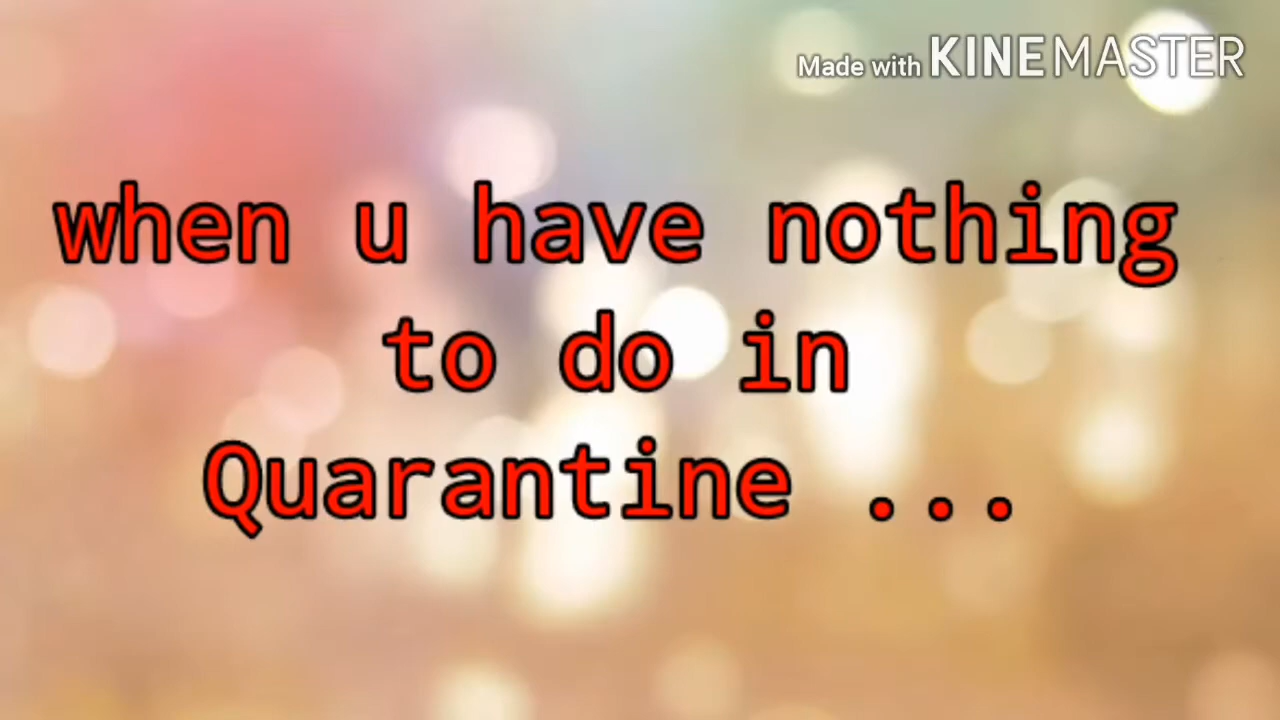 Made with KINEMASTER
when u have nothing
to do in
Quarantine ...